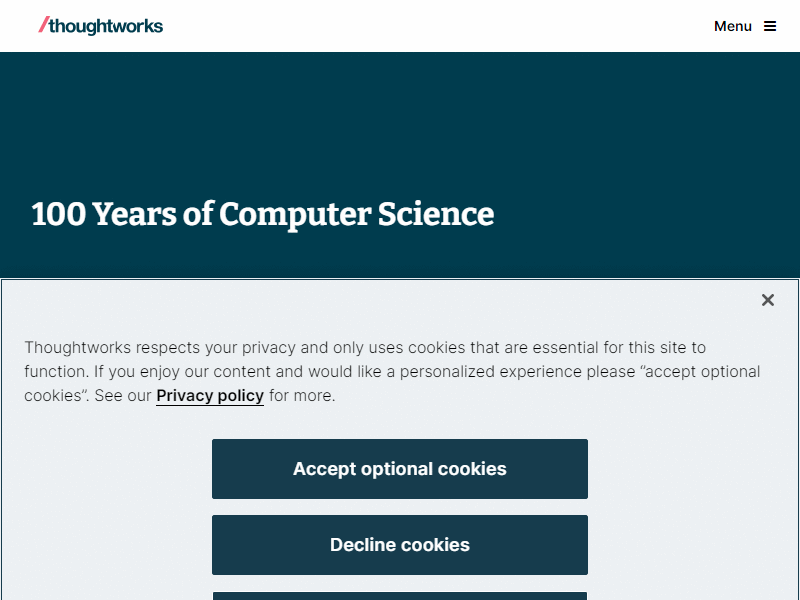 /thoughtworks
Menu
100 Years of Computer Science
Thoughtworks respects your privacy and only uses cookies that are essential for this site to
function. If you enjoy our content and would like a personalized experience please “accept optional
cookies”. See our Privacy policy for more.
Accept optional cookies
Decline cookies